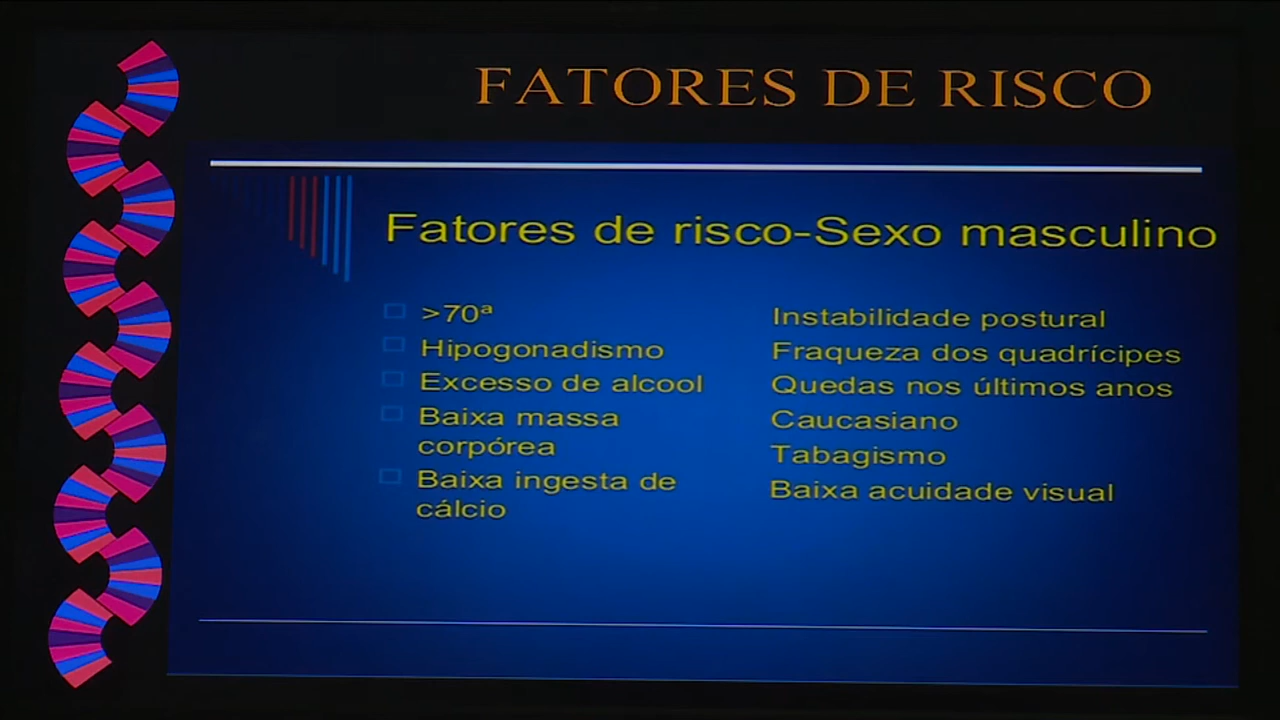 FATORES DE RISCO
Fatores de risco-Sexo masculino
>70ª
Hipogonadismo
Excesso de alcool
Baixa massa
corpórea
Baixa ingesta de
cálcio
Instabilidade postural
Fraqueza dos quadrícipes
Quedas nos últimos anos
Caucasiano
Tabagismo
Baixa acuidade visual